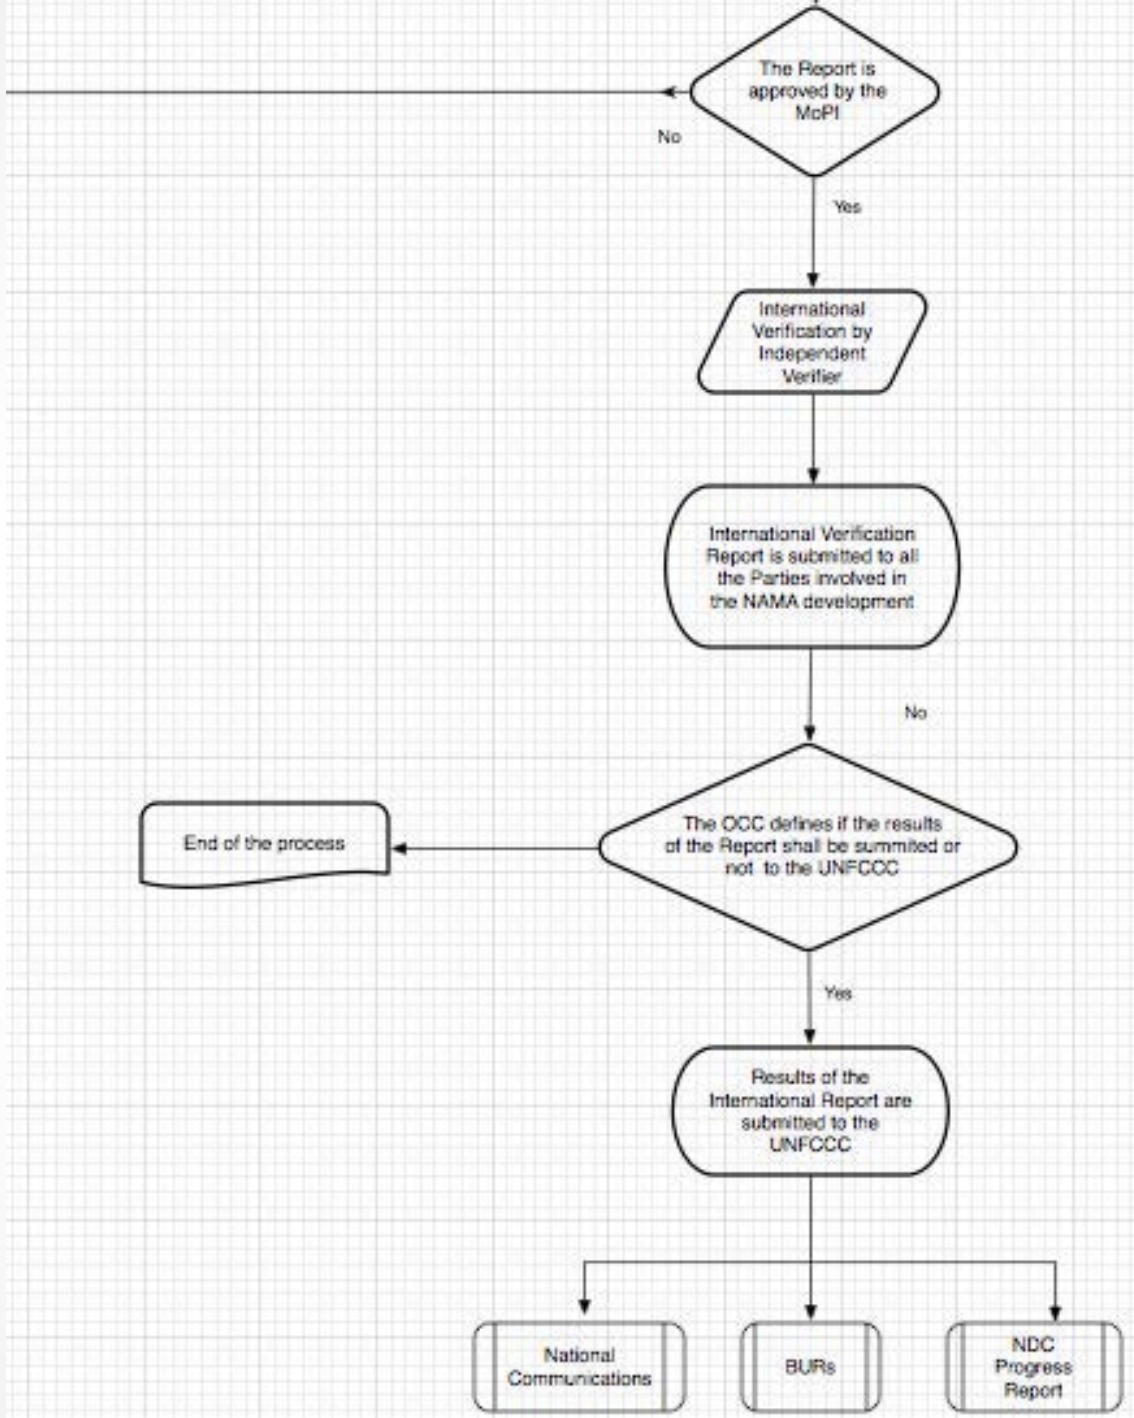 The Report is
approved by the
MoPI
No
Yes
International
Verification by
Independent
Verifier
International Verification
Report is submitted to all
the Parties involved in
the NAMA development
No
The OCC defines if the results
of the Report shall be summited or
not to the UNFCCC
End of the process
Yes
Results of the
International Report are
submitted to the
UNFCCC
National
Communications
BURs
NDC
Progress
Report